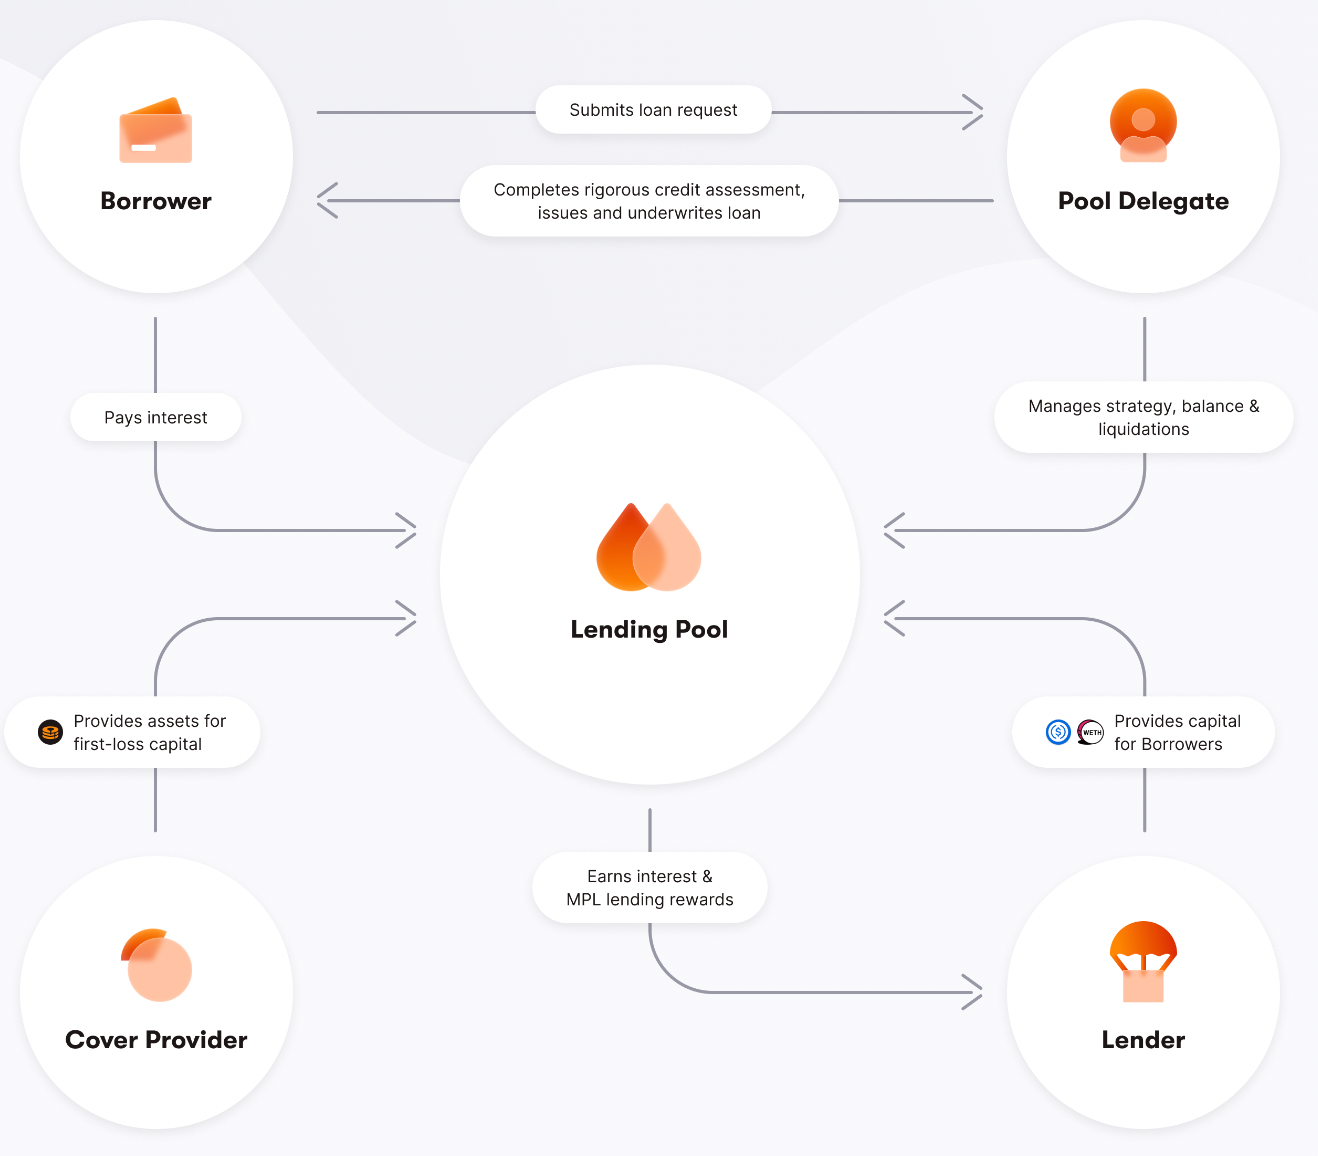 Submits loan request
Completes rigorous credit assessment,
issues and underwrites loan
Borrower
Pool Delegate
Pays interest
Manages strategy, balance &
liquidations
Lending Pool
Provides assets for
first-loss capital
WETH
Provides capital
for Borrowers
Earns interest &
MPL lending rewards
Cover Provider
Lender